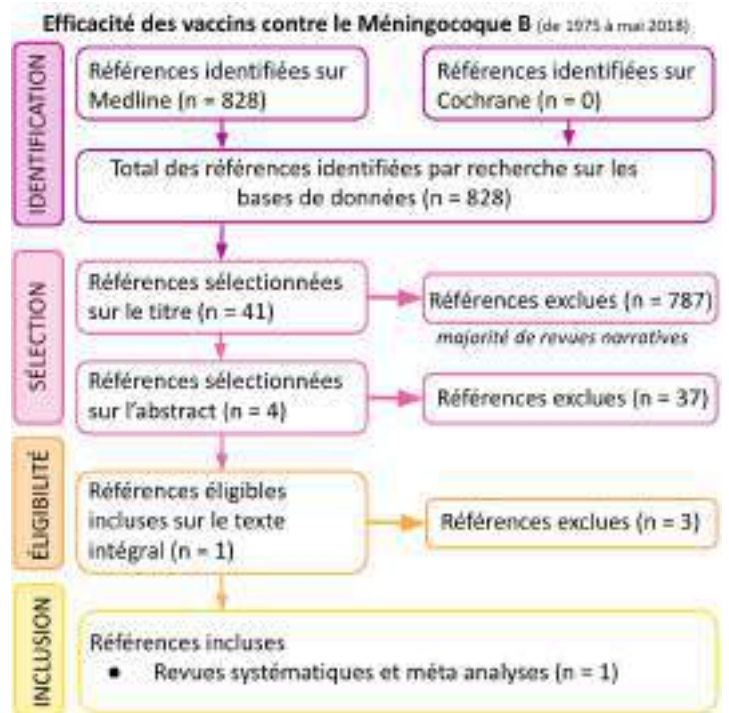 Efficacité des vaccins contre le Méningocoque B (de 1975 à mai 2018)
IDENTIFICATION
Références identifiées sur
Medline (n = 828)
Références identifiées sur
Cochrane (n = 0)
Total des références identifiées par recherche sur les
bases de données (n = 828)
SÉLECTION
Références sélectionnées
sur le titre (n = 41)
Références exclues (n = 787)
majorité de revues narratives
Références sélectionnées
sur l'abstract (n = 4)
Références exclues (n = 37)
ÉLIGIBILITÉ
Références éligibles
incluses sur le texte
intégral (n = 1)
Références exclues (n = 3)
INCLUSION
Références incluses
● Revues systématiques et méta analyses (n = 1)